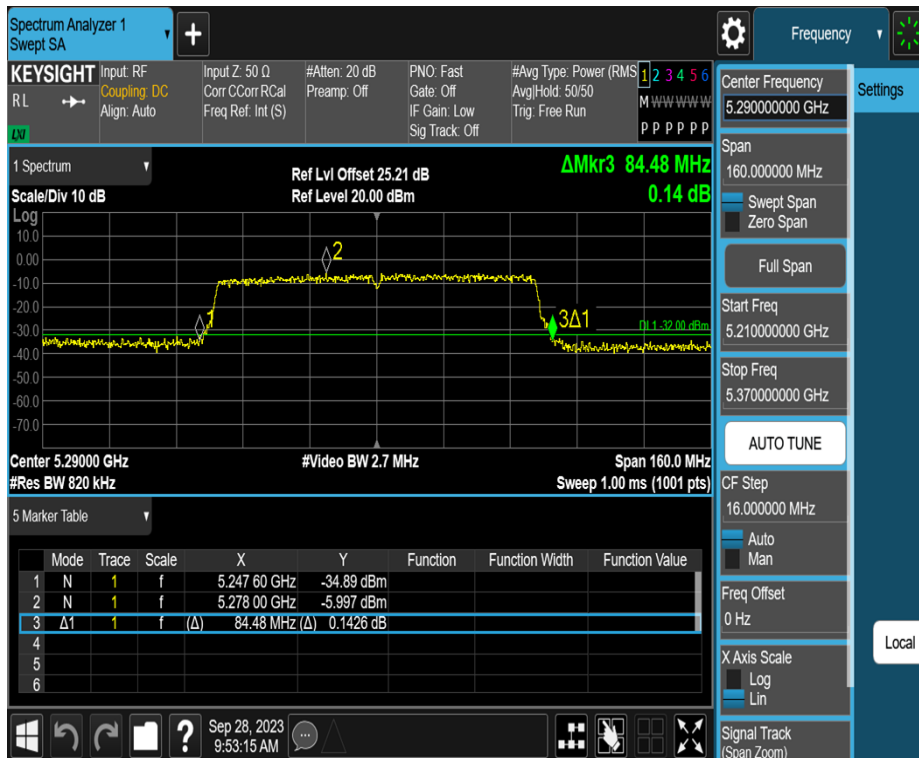 Spectrum Analyzer 1
Swept SA
Frequency
KEYSIGHT
RL
LXI
Input: RF
Coupling: DC
Align: Auto
Input Z: 50 Ω
Corr CCorr RCal
Freq Ref: Int (S)
#Atten: 20 dB
Preamp: Off
PNO: Fast
Gate: Off
IF Gain: Low
Sig Track: Off
#Avg Type: Power (RMS
Avg|Hold: 50/50
Trig: Free Run
1 2 3 4 5 6
M W W W W W
P P P P P P
Center Frequency
5.290000000 GHz
Settings
Span
160.000000 MHz
Swept Span
Zero Span
Full Span
Start Freq
5.210000000 GHz
Stop Freq
5.370000000 GHz
AUTO TUNE
CF Step
16.000000 MHz
Auto
Man
Freq Offset
0 Hz
X Axis Scale
Log
Lin
Signal Track
(Span Zoom)
Local
1 Spectrum
Scale/Div 10 dB
Ref Lvl Offset 25.21 dB
Ref Level 20.00 dBm
ΔMkr3 84.48 MHz
0.14 dB
Log
10.0
0.00
-10.0
-20.0
-30.0
-40.0
-50.0
-60.0
-70.0
2
1
3Δ1
DL1 -32.00 dBm
Center 5.29000 GHz
#Video BW 2.7 MHz
Span 160.0 MHz
#Res BW 820 kHz
Sweep 1.00 ms (1001 pts)
5 Marker Table
Mode Trace Scale X Y Function Function Width Function Value
1 N 1 f 5.247 60 GHz -34.89 dBm
2 N 1 f 5.278 00 GHz -5.997 dBm
3 Δ1 1 f (Δ) 84.48 MHz (Δ) 0.1426 dB
4
5
6
?
Sep 28, 2023
9:53:15 AM